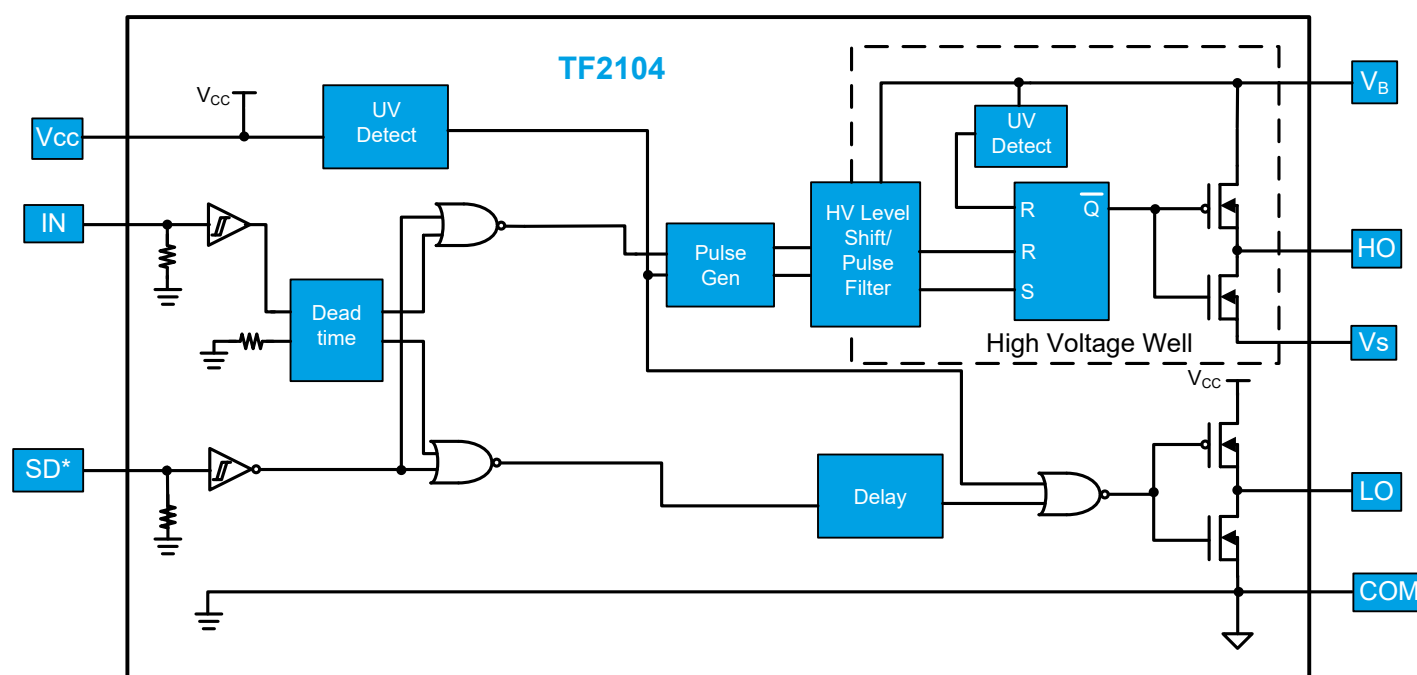 TF2104
VCC
UV
Detect
Vcc
VB
UV
Detect
IN
HV Level
Shift/
Pulse
Filter
R
Q
R
S
Pulse
Gen
HO
Dead
time
High Voltage Well
Vs
VCC
SD*
Delay
LO
COM